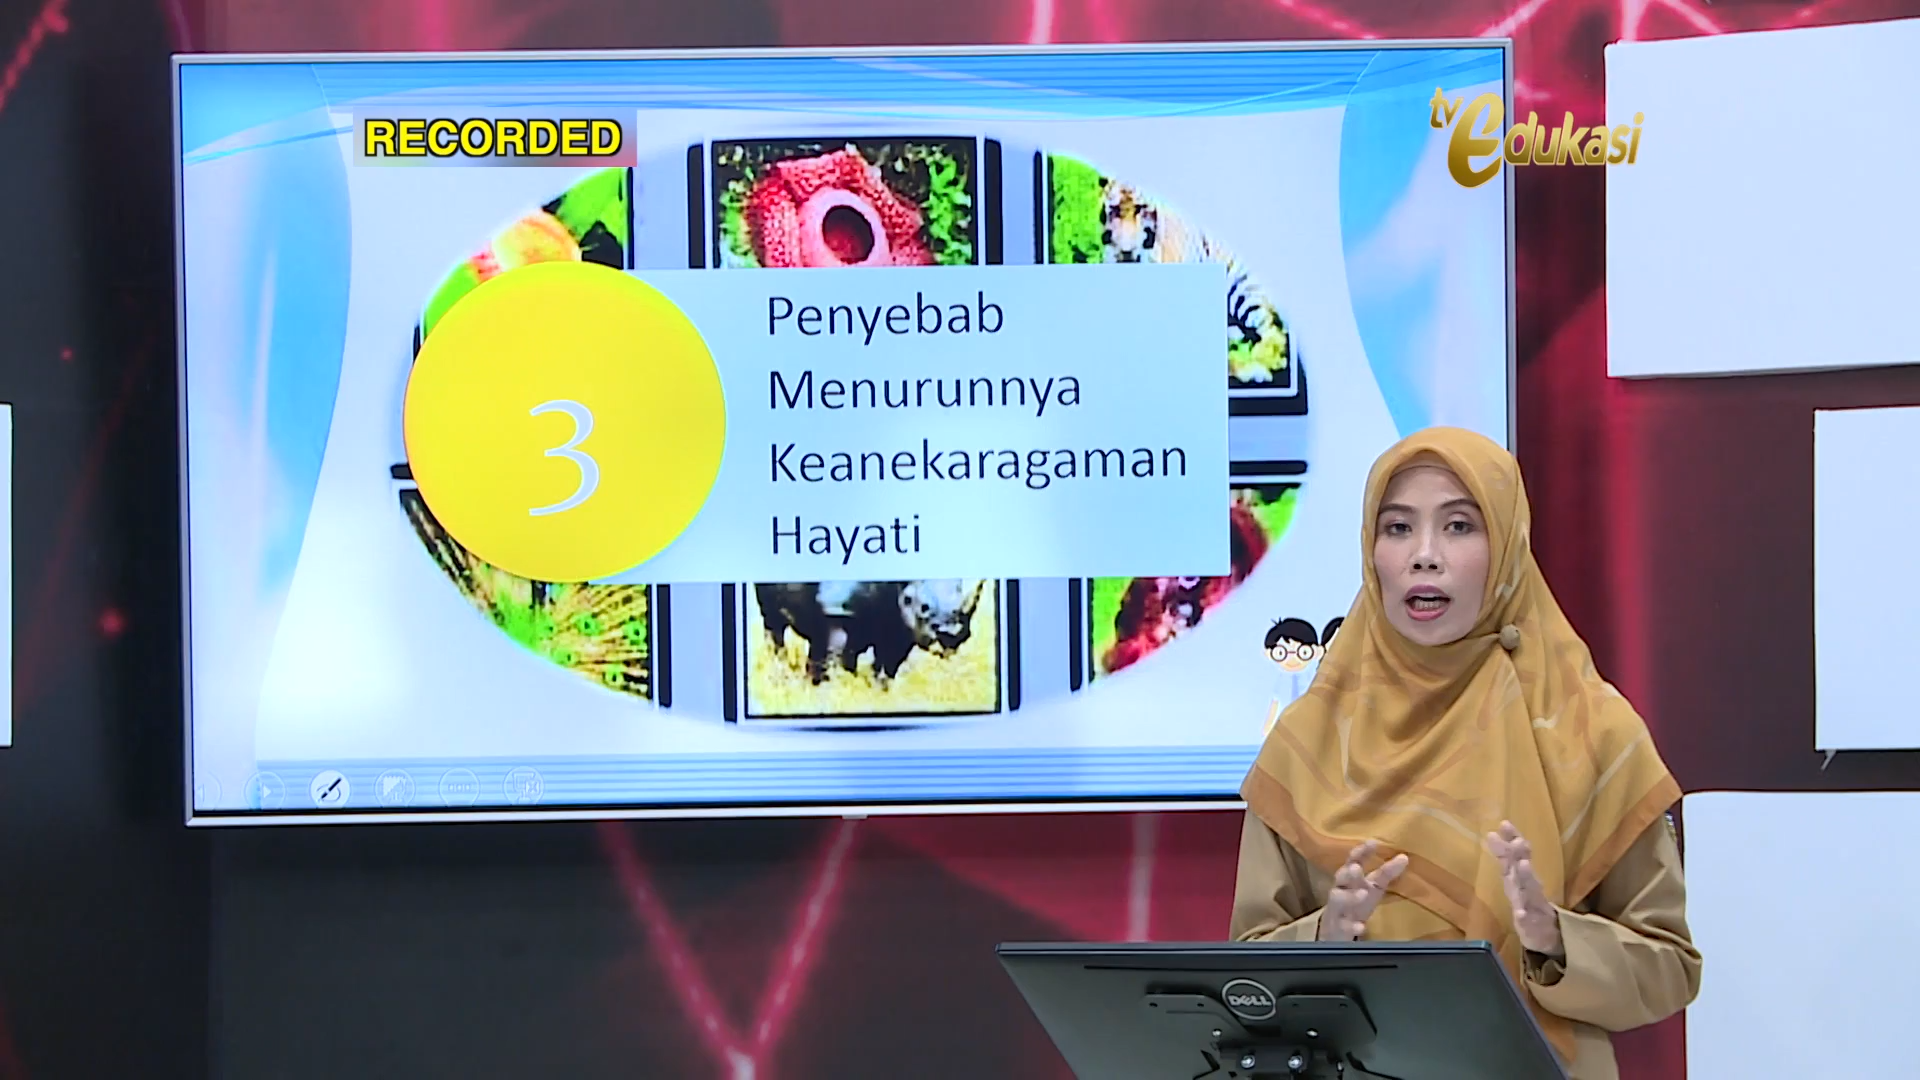 RECORDED
tv Edukasi
3
Penyebab
Menurunnya
Keanekaragaman
Hayati
DELL